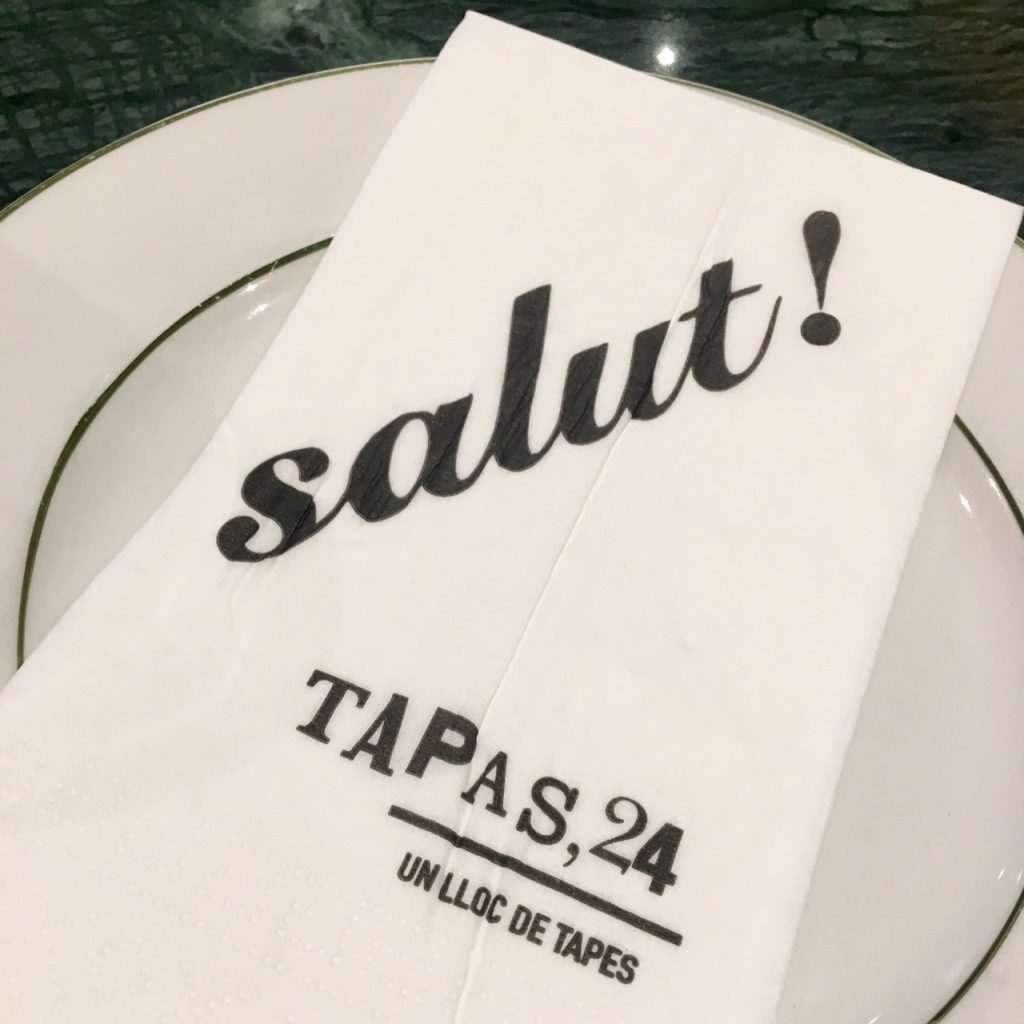 salut!
TAPAS,24
UN LLOC DE TAPES